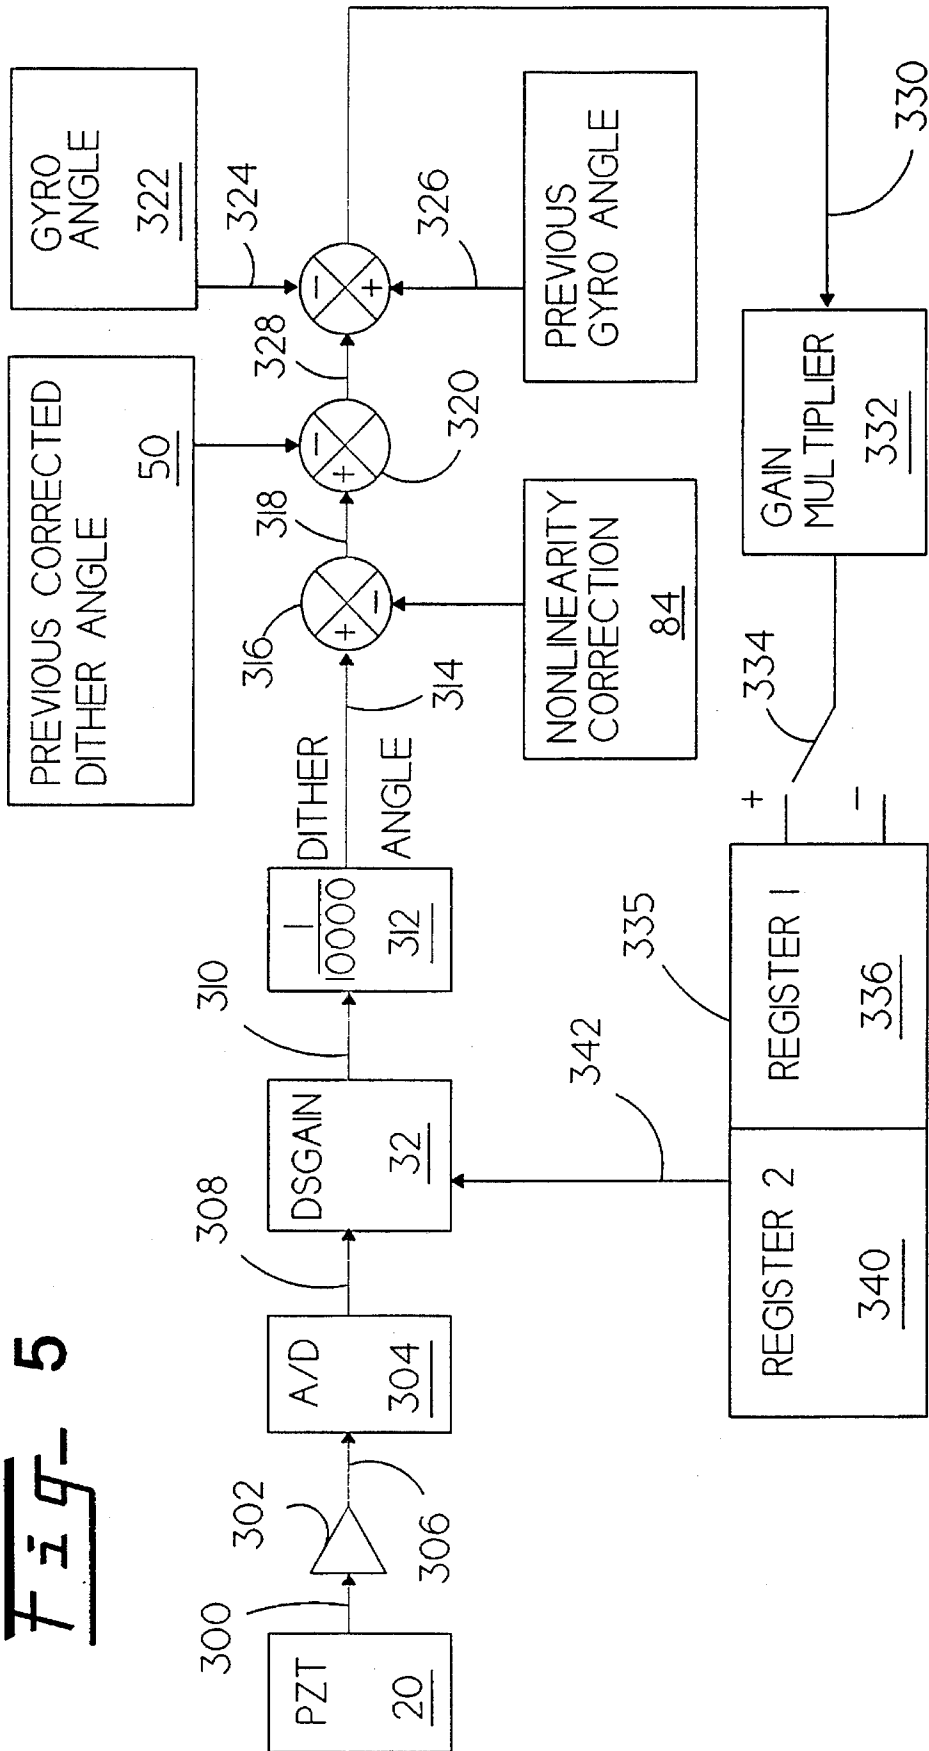 Fig_ 5
PZT
20
300
302
306
A/D
304
308
DSGAIN
32
310
1
10000
312
DITHER
ANGLE
314
316
+
−
318
NONLINEARITY
CORRECTION
84
PREVIOUS CORRECTED
DITHER ANGLE
50
+
−
320
328
GYRO
ANGLE
322
324
−
+
326
PREVIOUS
GYRO ANGLE
330
GAIN
MULTIPLIER
332
334
+
−
335
REGISTER 1
336
REGISTER 2
340
342